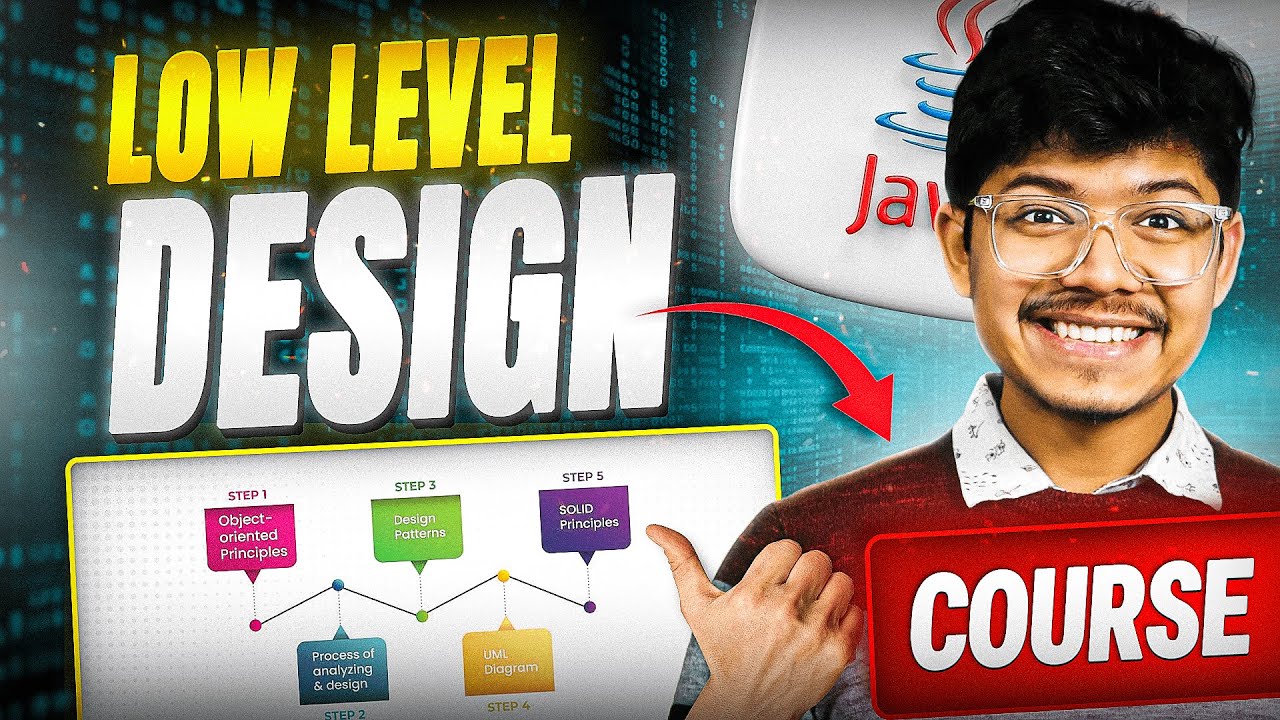 LOW LEVEL
DESIGN
Jav
STEP 1
Object-
oriented
Principles
Process of
analyzing
& design
STEP 2
STEP 3
Design
Patterns
UML
Diagram
STEP 4
STEP 5
SOLID
Principles
COURSE